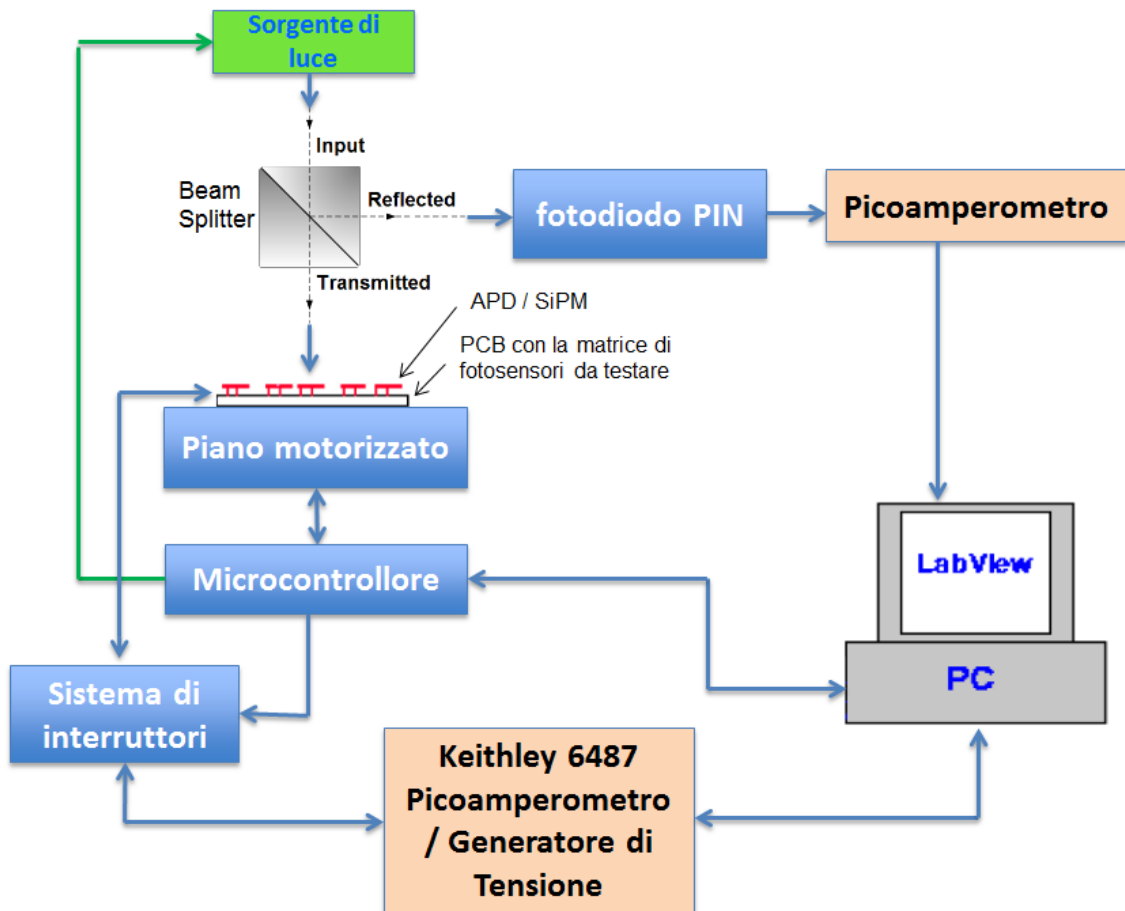 Sorgente di
luce
Input
Beam
Splitter
Reflected
fotodiodo PIN
Picoamperometro
Transmitted
APD / SiPM
PCB con la matrice di
fotosensori da testare
Piano motorizzato
Microcontrollore
LabView
PC
Sistema di
interruttori
Keithley 6487
Picoamperometro
/ Generatore di
Tensione